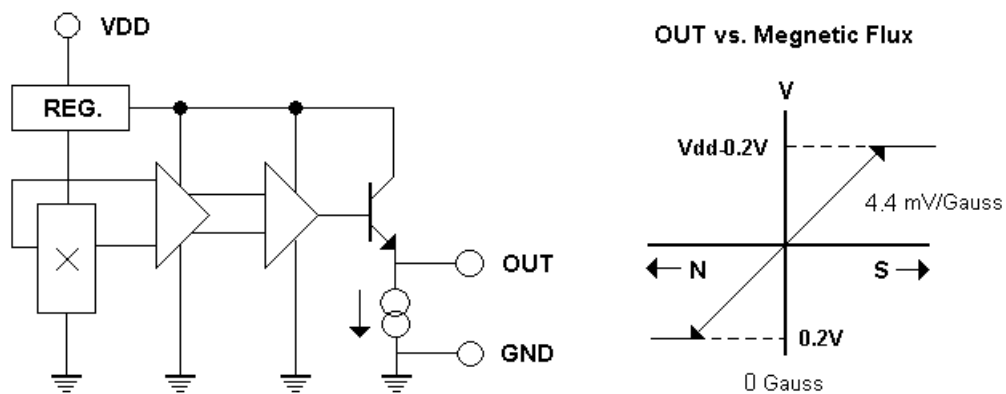 VDD
REG.
OUT
GND
OUT vs. Megnetic Flux
V
Vdd-0.2V
4.4 mV/Gauss
N
S
0.2V
0 Gauss